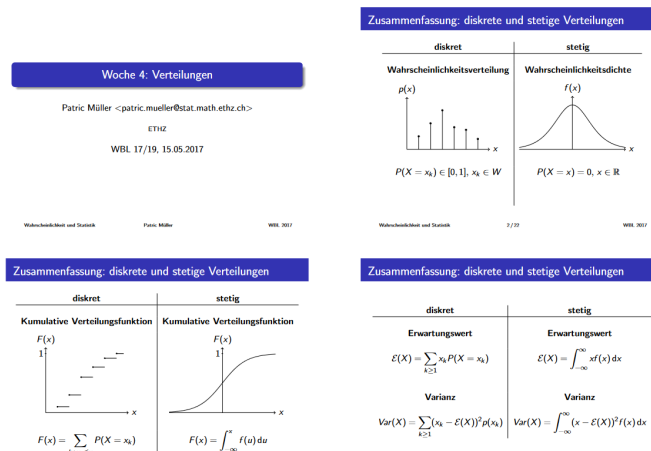 Woche 4: Verteilungen
Patric Müller <patric.mueller@stat.math.ethz.ch>
ETHZ
WBL 17/19, 15.05.2017
Wahrscheinlichkeit und Statistik
Patric Müller
WBL 2017
Zusammenfassung: diskrete und stetige Verteilungen
diskret
stetig
Wahrscheinlichkeitsverteilung
Wahrscheinlichkeitsdichte
p(x)
f(x)
x
x
P(X = x_k) ∈ [0,1], x_k ∈ W
P(X = x) = 0, x ∈ ℝ
Wahrscheinlichkeit und Statistik
Patric Müller
2 / 22
WBL 2017
Zusammenfassung: diskrete und stetige Verteilungen
diskret
stetig
Kumulative Verteilungsfunktion
Kumulative Verteilungsfunktion
F(x)
F(x)
1
1
x
x
F(x) = ∑ P(X = x_k)
F(x) = ∫_{-∞}^{x} f(u) du
Zusammenfassung: diskrete und stetige Verteilungen
diskret
stetig
Erwartungswert
Erwartungswert
ℰ(X) = ∑_{k≥1} x_k P(X = x_k)
ℰ(X) = ∫_{-∞}^{∞} xf(x) dx
Varianz
Varianz
Var(X) = ∑_{k≥1} (x_k − ℰ(X))² p(x_k)
Var(X) = ∫_{-∞}^{∞} (x − ℰ(X))² f(x) dx